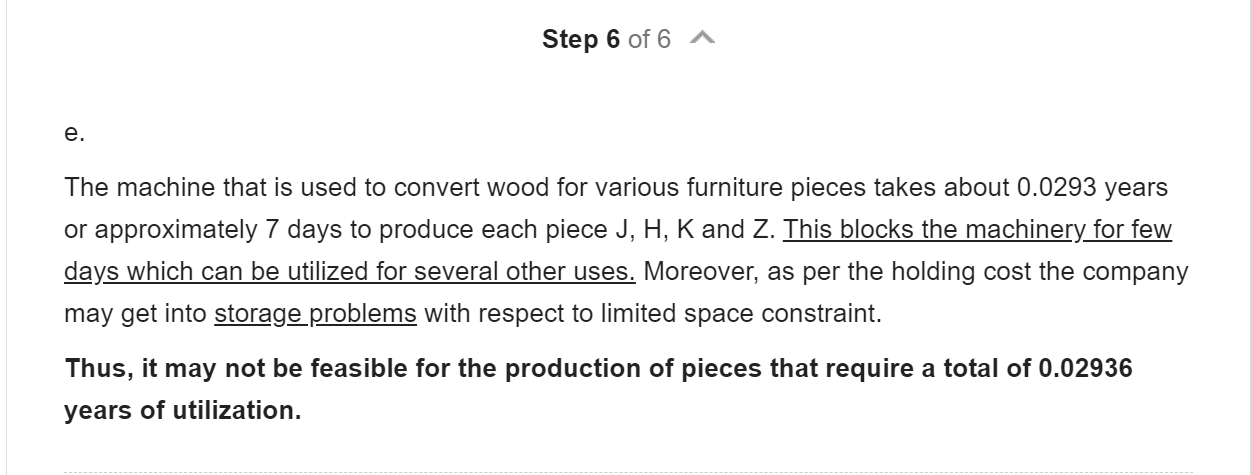 Step 6 of 6
e.
The machine that is used to convert wood for various furniture pieces takes about 0.0293 years
or approximately 7 days to produce each piece J, H, K and Z. This blocks the machinery for few
days which can be utilized for several other uses. Moreover, as per the holding cost the company
may get into storage problems with respect to limited space constraint.
Thus, it may not be feasible for the production of pieces that require a total of 0.02936
years of utilization.